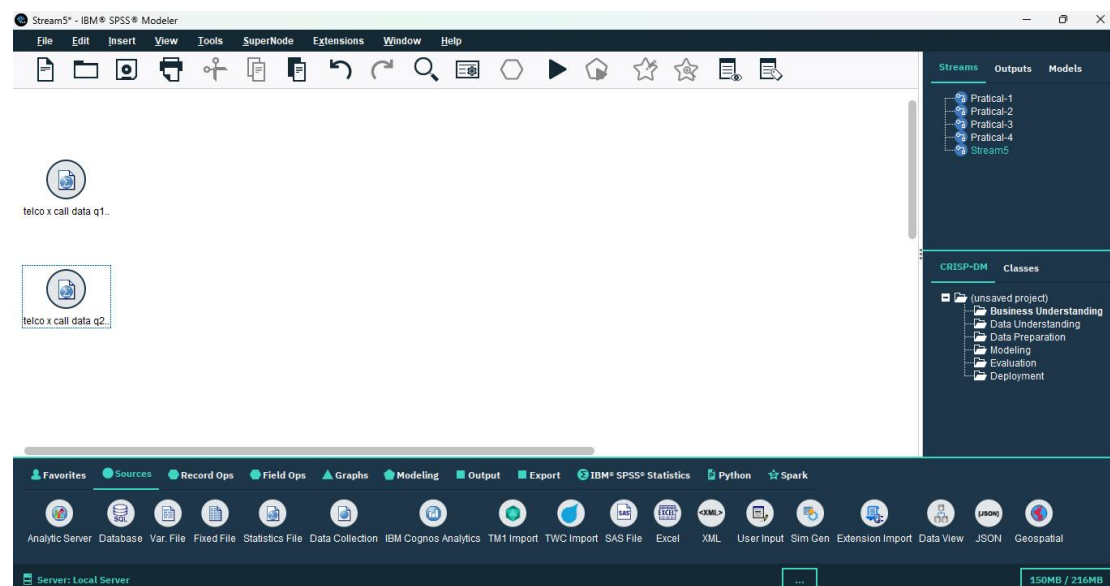 Stream5* - IBM® SPSS® Modeler
File Edit Insert View Tools SuperNode Extensions Window Help
Streams Outputs Models
Pratical-1
Pratical-2
Pratical-3
Pratical-4
Stream5
telco x call data q1..
telco x call data q2..
CRISP-DM Classes
(unsaved project)
Business Understanding
Data Understanding
Data Preparation
Modeling
Evaluation
Deployment
Favorites Sources Record Ops Field Ops Graphs Modeling Output Export IBM® SPSS® Statistics Python Spark
SQL SAS EXCEL <XML> [JSON]
Analytic Server Database Var. File Fixed File Statistics File Data Collection IBM Cognos Analytics TM1 Import TWC Import SAS File Excel XML User Input Sim Gen Extension Import Data View JSON Geospatial
Server: Local Server ... 150MB / 216MB